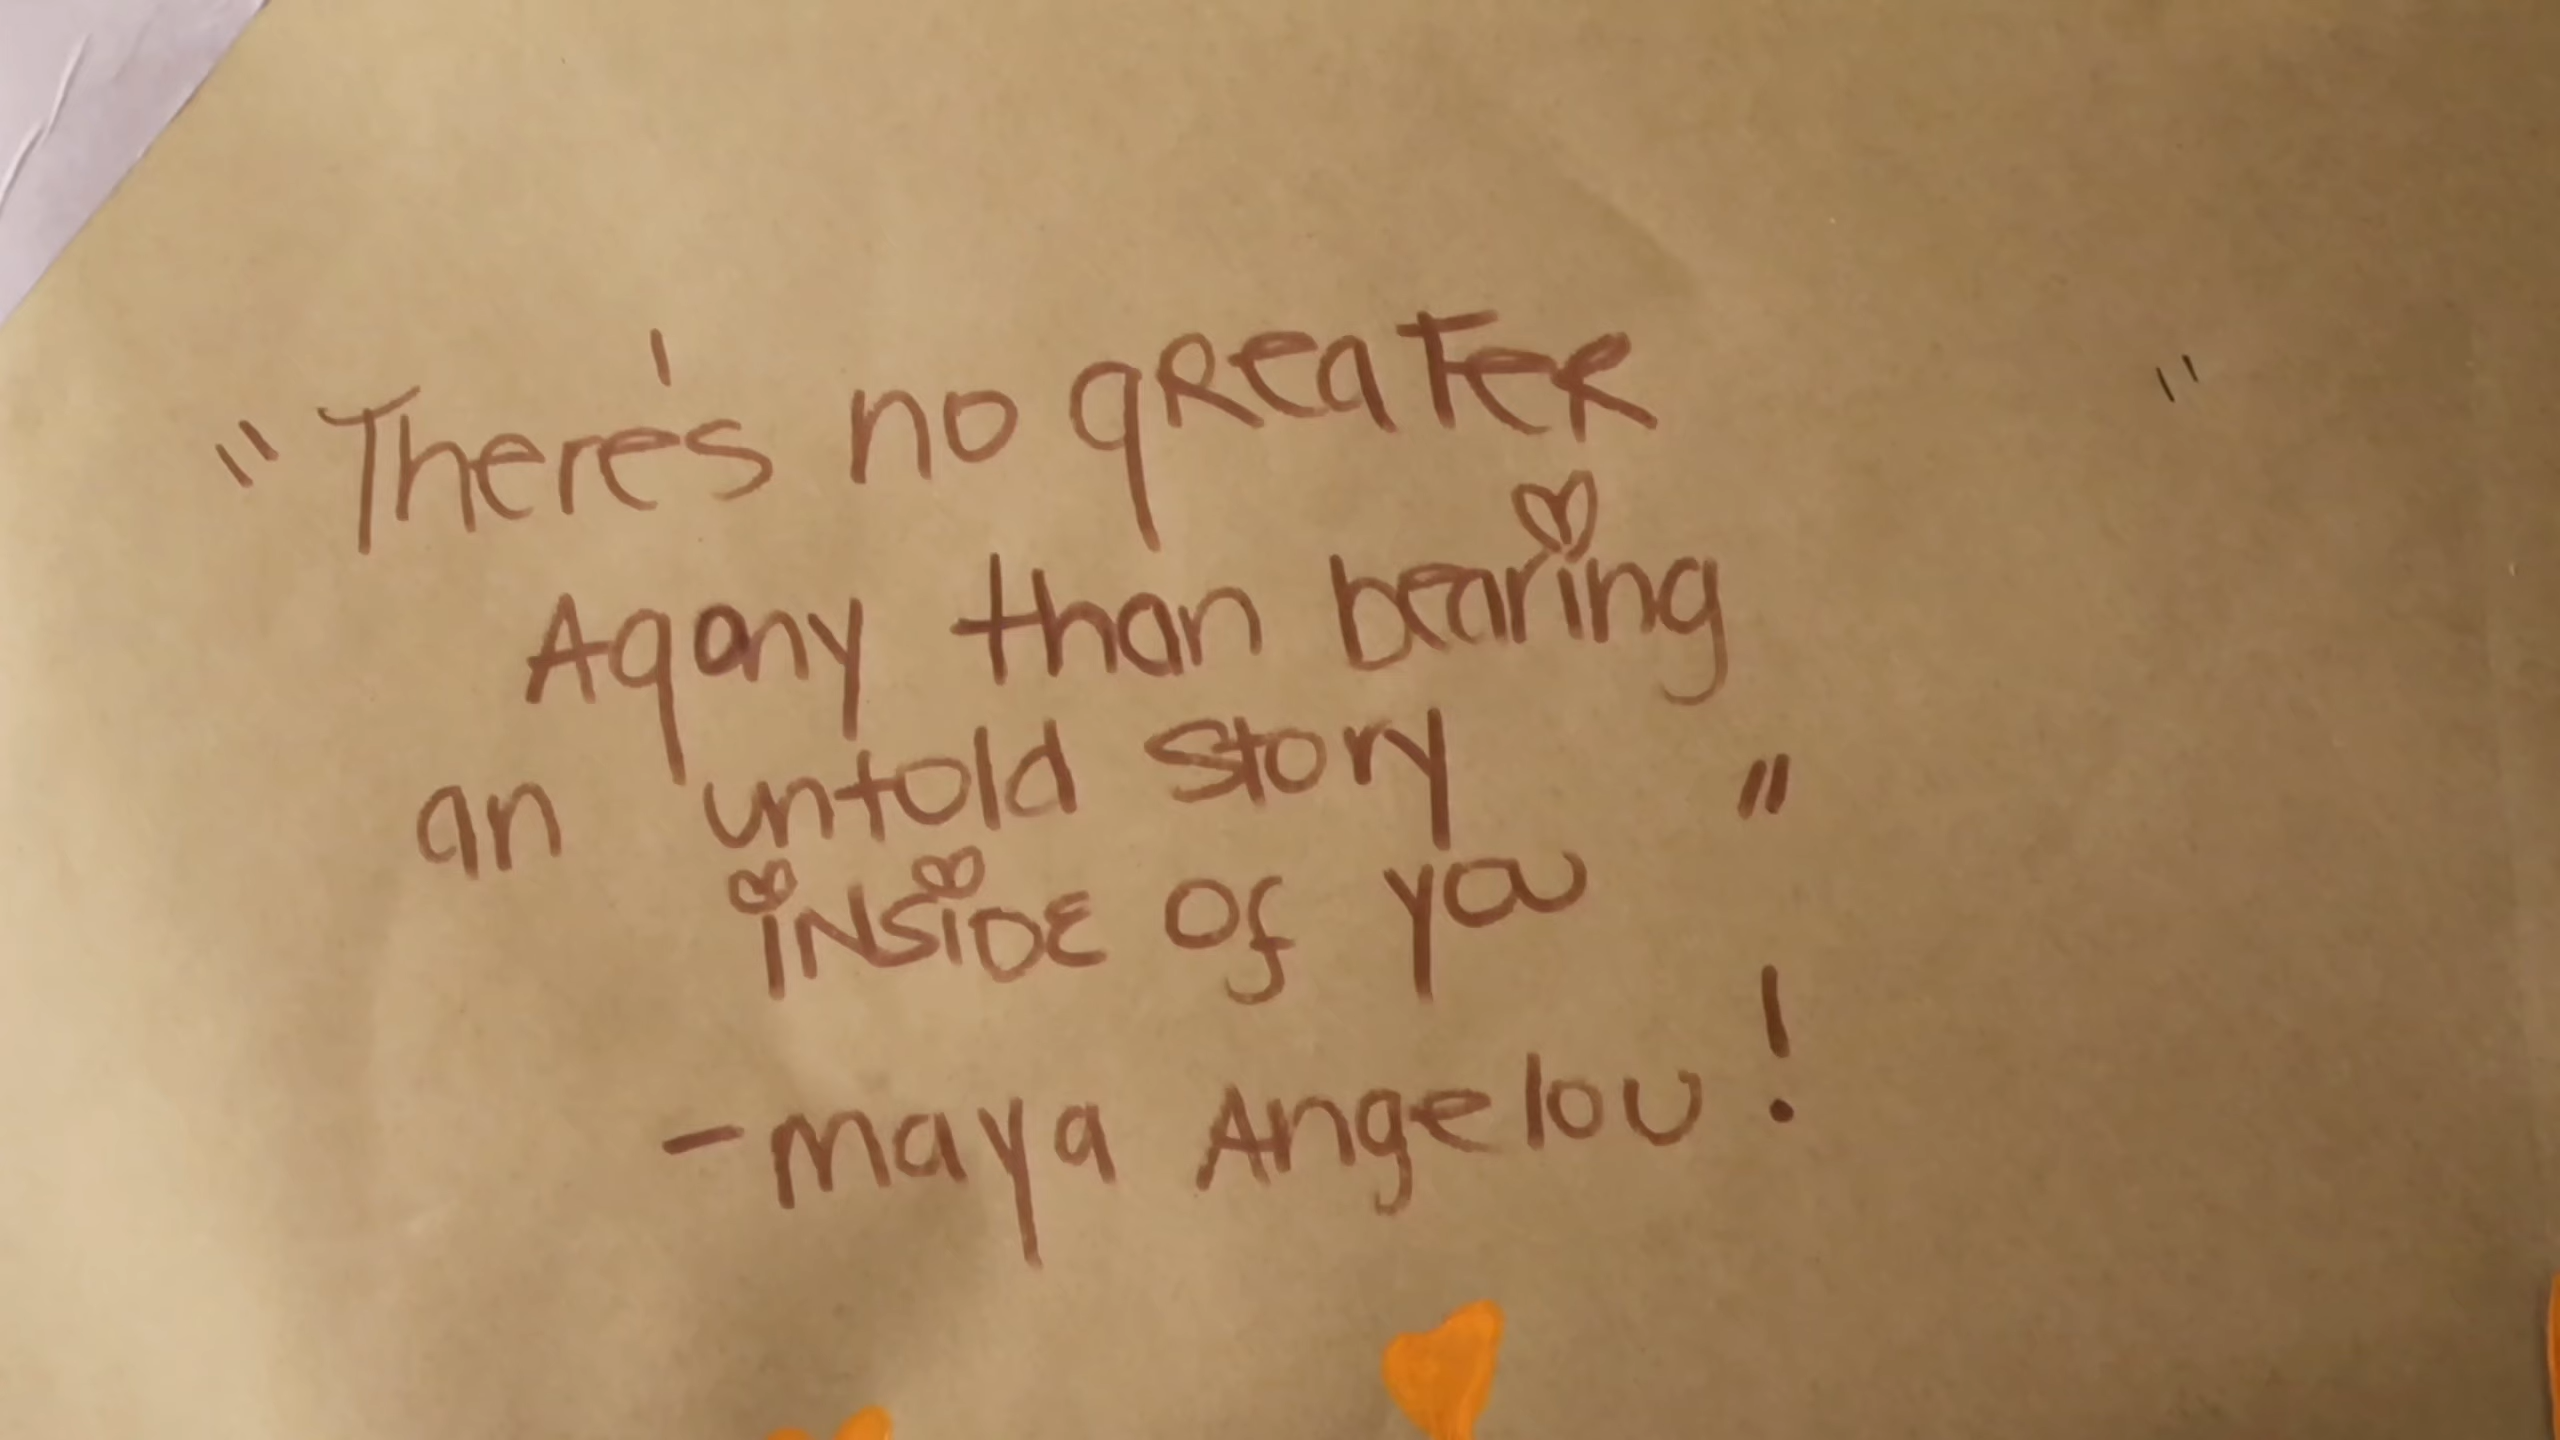 "There's no greater
Agony than bearing
an untold story
iNSiDE of you"
-maya Angelou!